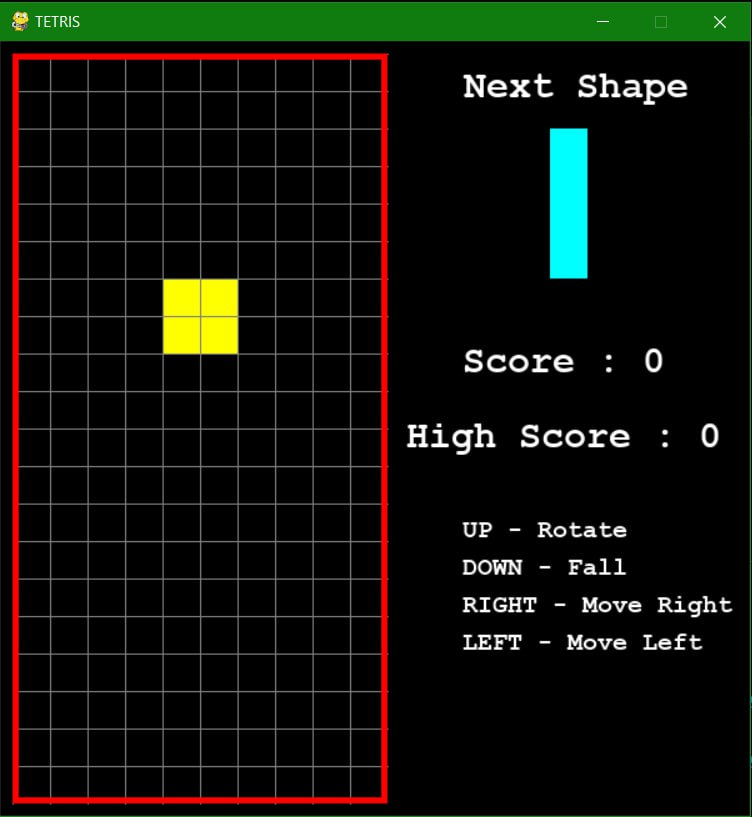 TETRIS
Next Shape
Score : 0
High Score : 0
UP - Rotate
DOWN - Fall
RIGHT - Move Right
LEFT - Move Left